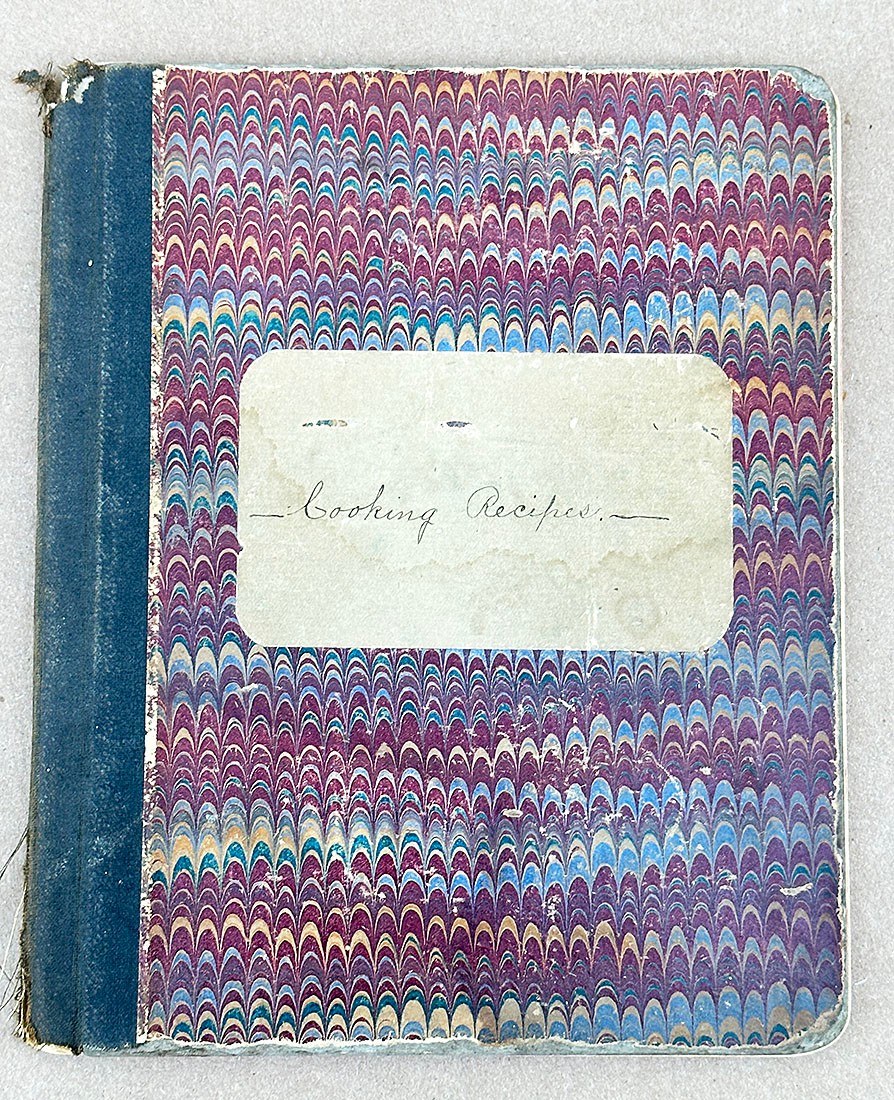 — Cooking Recipes. —